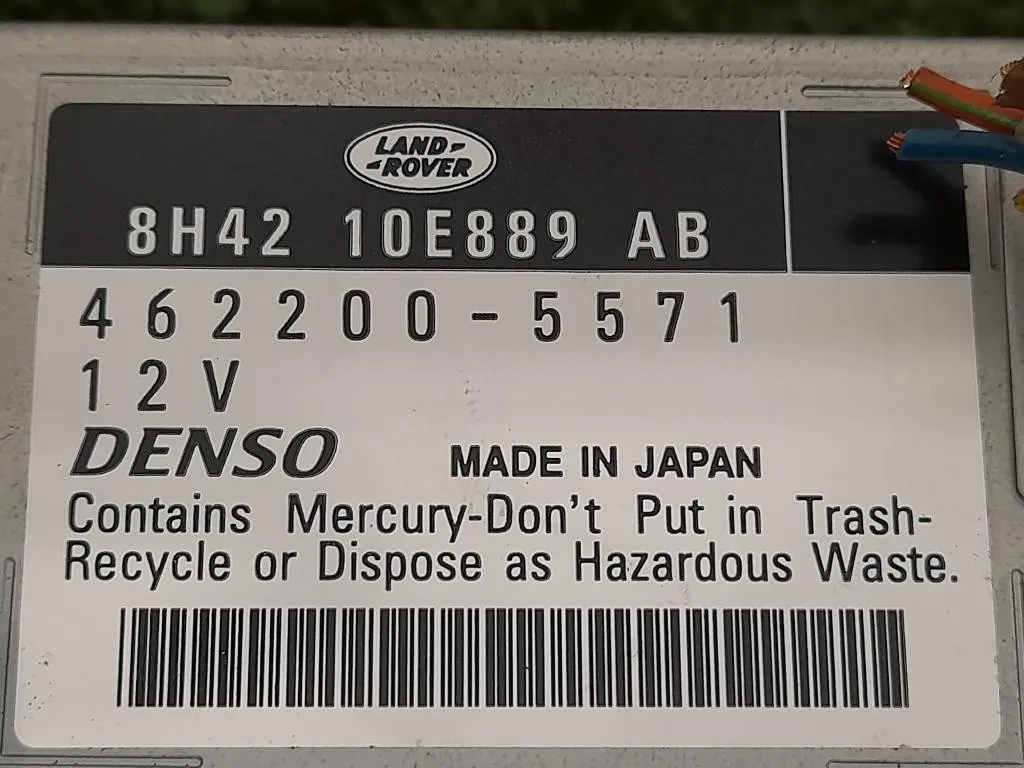 LAND-
-ROVER
8H42 10E889 AB
462200-5571
12V
DENSO MADE IN JAPAN
Contains Mercury-Don't Put in Trash-
Recycle or Dispose as Hazardous Waste.